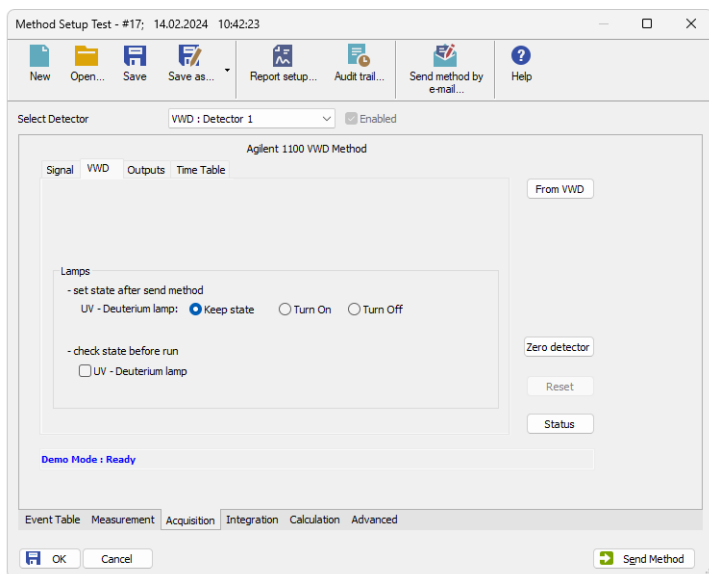 Method Setup Test - #17; 14.02.2024 10:42:23
New Open... Save Save as... Report setup... Audit trail... Send method by e-mail... Help
Select Detector VWD : Detector 1 Enabled
Agilent 1100 VWD Method
Signal VWD Outputs Time Table
From VWD
Lamps
- set state after send method
UV - Deuterium lamp: Keep state Turn On Turn Off
Zero detector
- check state before run
UV - Deuterium lamp
Reset
Status
Demo Mode : Ready
Event Table Measurement Acquisition Integration Calculation Advanced
OK Cancel Send Method